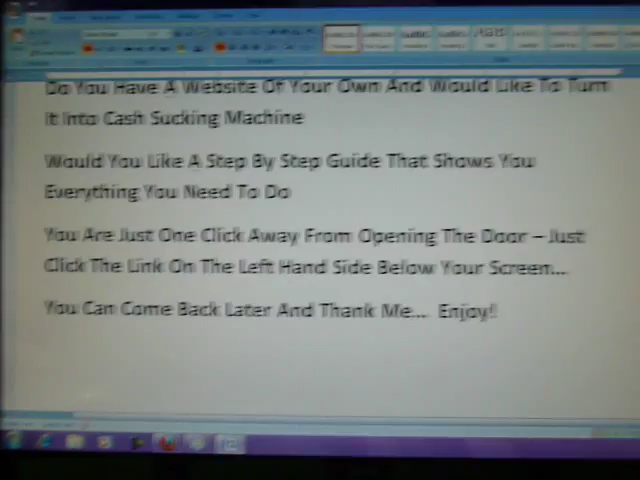 Do You Have A Website Of Your Own And Would Like To Turn
It Into Cash Sucking Machine
Would You Like A Step By Step Guide That Shows You
Everything You Need To Do
You Are Just One Click Away From Opening The Door – Just
Click The Link On The Left Hand Side Below Your Screen...
You Can Come Back Later And Thank Me... Enjoy!